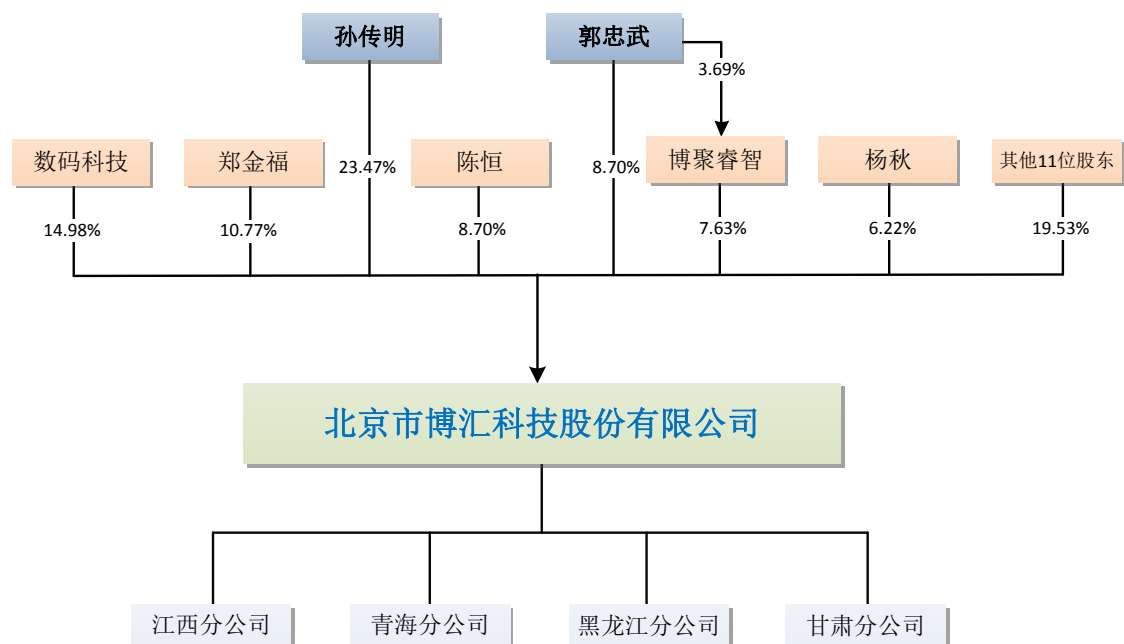 孙传明
郭忠武
3.69%
数码科技
郑金福
23.47%
陈恒
8.70%
博聚睿智
杨秋
其他11位股东
14.98%
10.77%
8.70%
7.63%
6.22%
19.53%
北京市博汇科技股份有限公司
江西分公司
青海分公司
黑龙江分公司
甘肃分公司